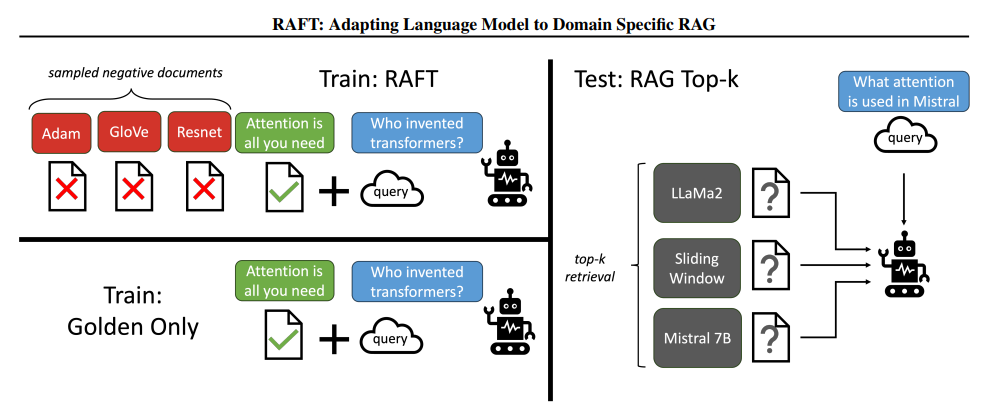 RAFT: Adapting Language Model to Domain Specific RAG
sampled negative documents
Train: RAFT
Adam
GloVe
Resnet
Attention is
all you need
Who invented
transformers?
query
Train:
Golden Only
Attention is
all you need
Who invented
transformers?
query
Test: RAG Top-k
What attention
is used in Mistral
query
top-k
retrieval
LLaMa2
?
Sliding
Window
?
Mistral 7B
?